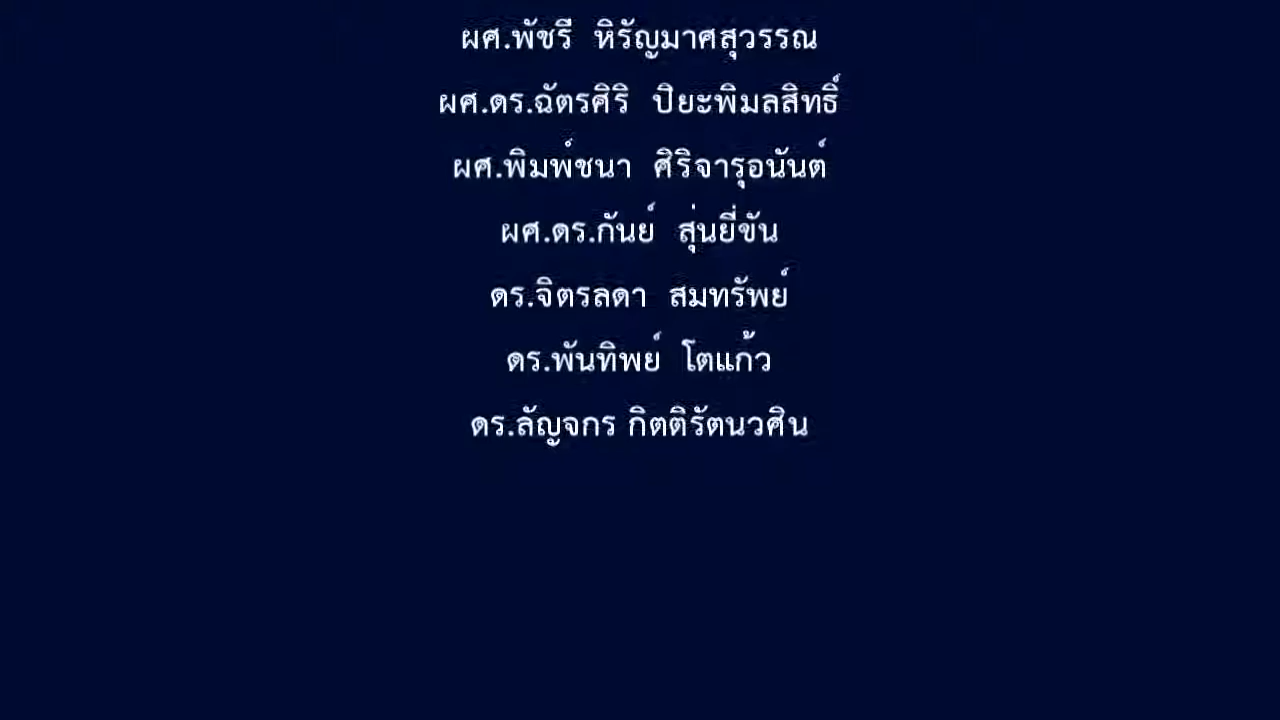 ผศ.พัชรี หิรัญมาศสุวรรณ
ผศ.ดร.ฉัตรศิริ ปิยะพิมลสิทธิ์
ผศ.พิมพ์ชนา ศิริจารุอนันต์
ผศ.ดร.กันย์ สุ่นยี่ขัน
ดร.จิตรลดา สมทรัพย์
ดร.พันทิพย์ โตแก้ว
ดร.ลัญจกร กิตติรัตนวศิน